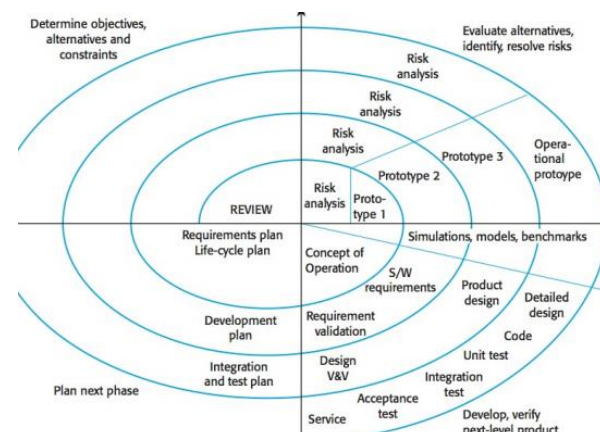 Determine objectives,
alternatives and
constraints
Evaluate alternatives,
identify, resolve risks
Risk
analysis
Risk
analysis
Risk
analysis
Risk
analysis
Proto-
type 1
Prototype 2
Prototype 3
Opera-
tional
protoype
REVIEW
Requirements plan
Life-cycle plan
Simulations, models, benchmarks
Concept of
Operation
S/W
requirements
Product
design
Detailed
design
Development
plan
Requirement
validation
Code
Unit test
Integration
and test plan
Design
V&V
Integration
test
Plan next phase
Acceptance
test
Service
Develop, verify
next-level product